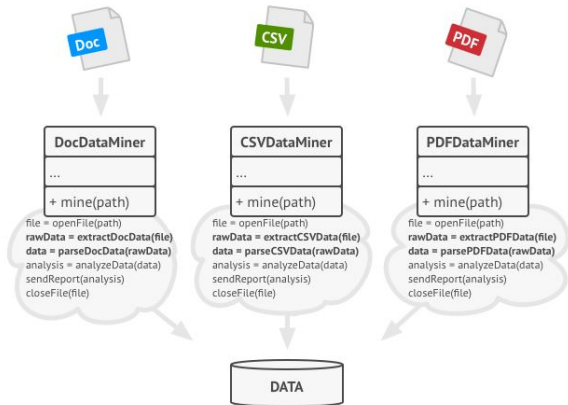 Doc
CSV
PDF
DocDataMiner
...
+ mine(path)
file = openFile(path)
rawData = extractDocData(file)
data = parseDocData(rawData)
analysis = analyzeData(data)
sendReport(analysis)
closeFile(file)
CSVDataMiner
...
+ mine(path)
file = openFile(path)
rawData = extractCSVData(file)
data = parseCSVData(rawData)
analysis = analyzeData(data)
sendReport(analysis)
closeFile(file)
PDFDataMiner
...
+ mine(path)
file = openFile(path)
rawData = extractPDFData(file)
data = parsePDFData(rawData)
analysis = analyzeData(data)
sendReport(analysis)
closeFile(file)
DATA